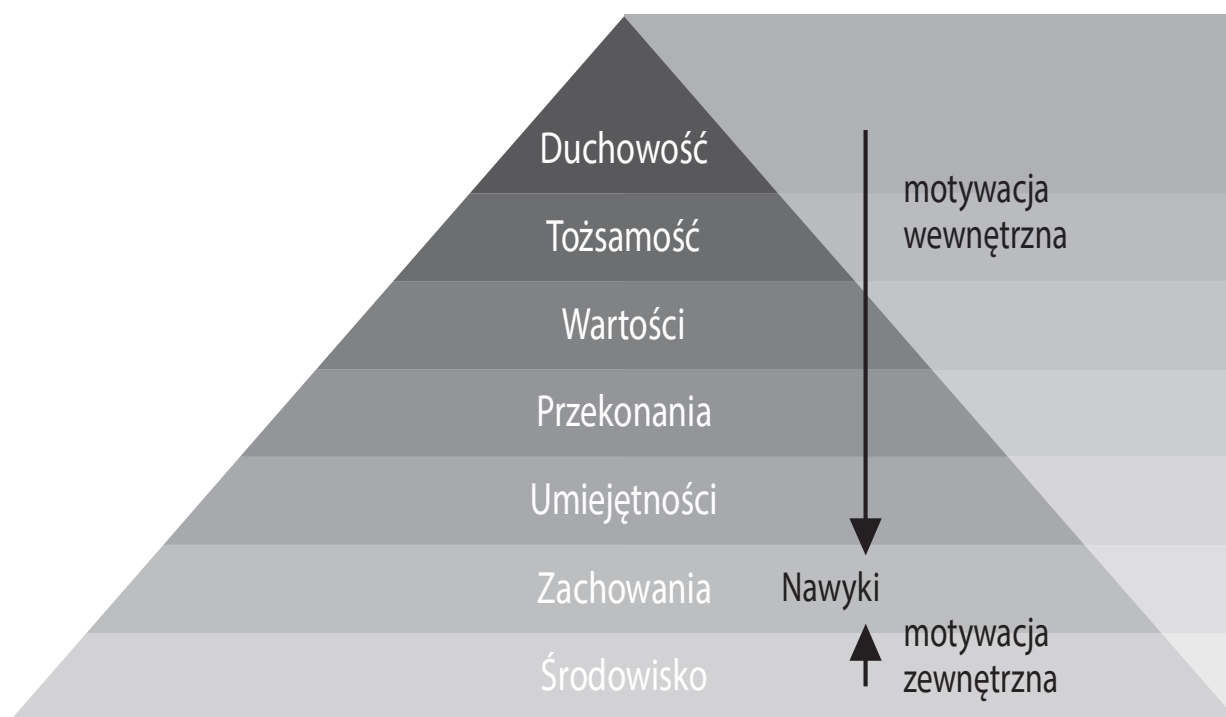 Duchowość
motywacja
wewnętrzna
Tożsamość
Wartości
Przekonania
Umiejętności
Zachowania
Nawyki
motywacja
zewnętrzna
Środowisko